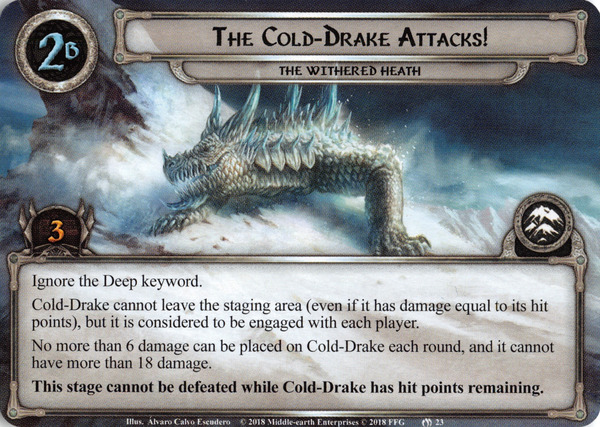 2B
The Cold-Drake Attacks!
The Withered Heath
3
Ignore the Deep keyword.
Cold-Drake cannot leave the staging area (even if it has damage equal to its hit
points), but it is considered to be engaged with each player.
No more than 6 damage can be placed on Cold-Drake each round, and it cannot
have more than 18 damage.
This stage cannot be defeated while Cold-Drake has hit points remaining.
Illus. Álvaro Calvo Escudero © 2018 Middle-earth Enterprises © 2018 FFG 23